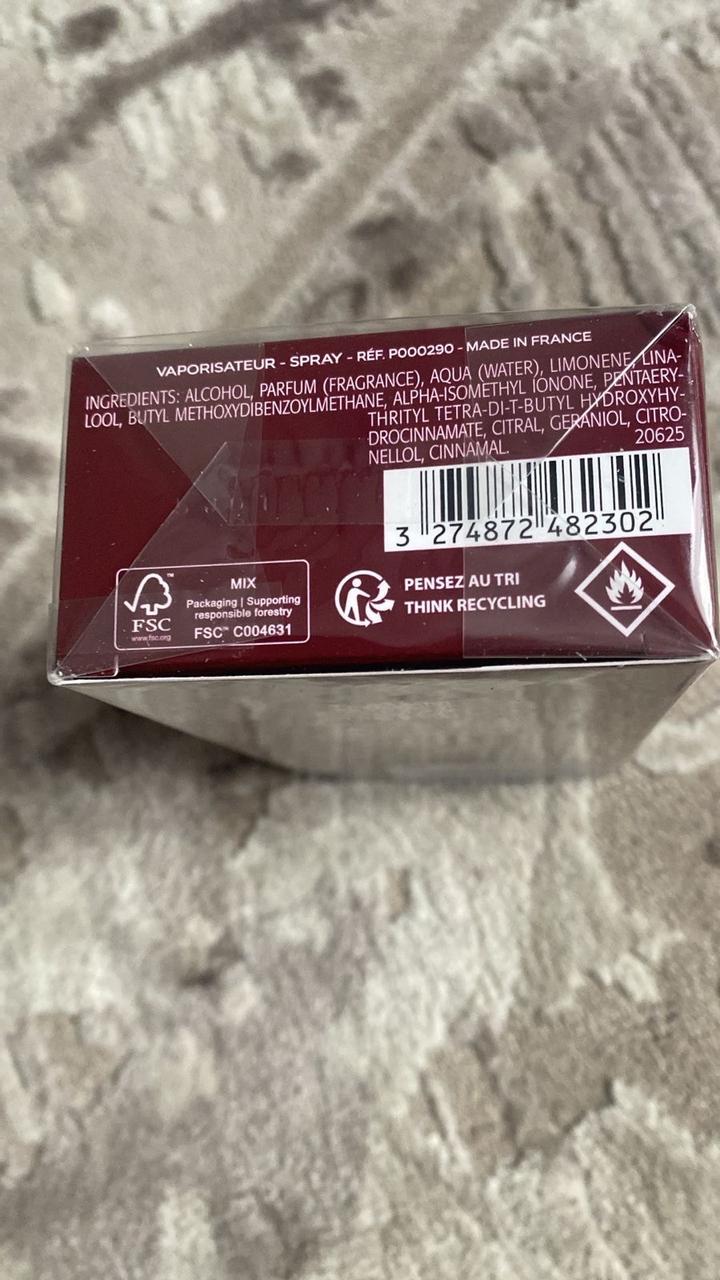 VAPORISATEUR - SPRAY - RÉF. P000290 - MADE IN FRANCE
INGREDIENTS: ALCOHOL, PARFUM (FRAGRANCE), AQUA (WATER), LIMONENE, LINA-
LOOL, BUTYL METHOXYDIBENZOYLMETHANE, ALPHA-ISOMETHYL IONONE, PENTAERY-
THRITYL TETRA-DI-T-BUTYL HYDROXYHY-
DROCINNAMATE, CITRAL, GERANIOL, CITRO-
NELLOL, CINNAMAL.
20625
3 274872 482302
FSC™
www.fsc.org
MIX
Packaging | Supporting
responsible forestry
FSC™ C004631
PENSEZ AU TRI
THINK RECYCLING